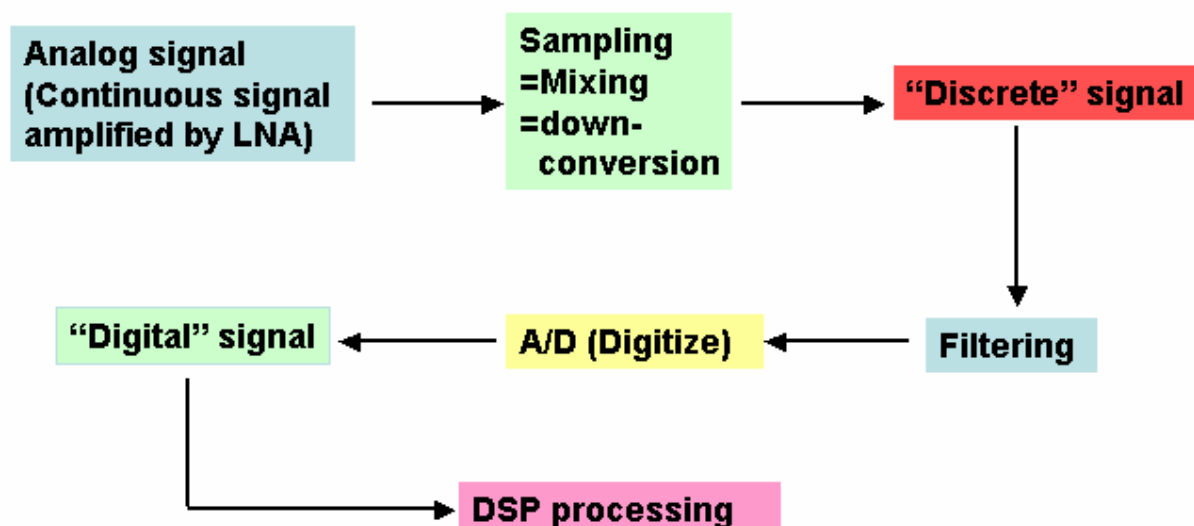 Analog signal
(Continuous signal
amplified by LNA)
Sampling
=Mixing
=down-
conversion
“Discrete” signal
Filtering
A/D (Digitize)
“Digital” signal
DSP processing